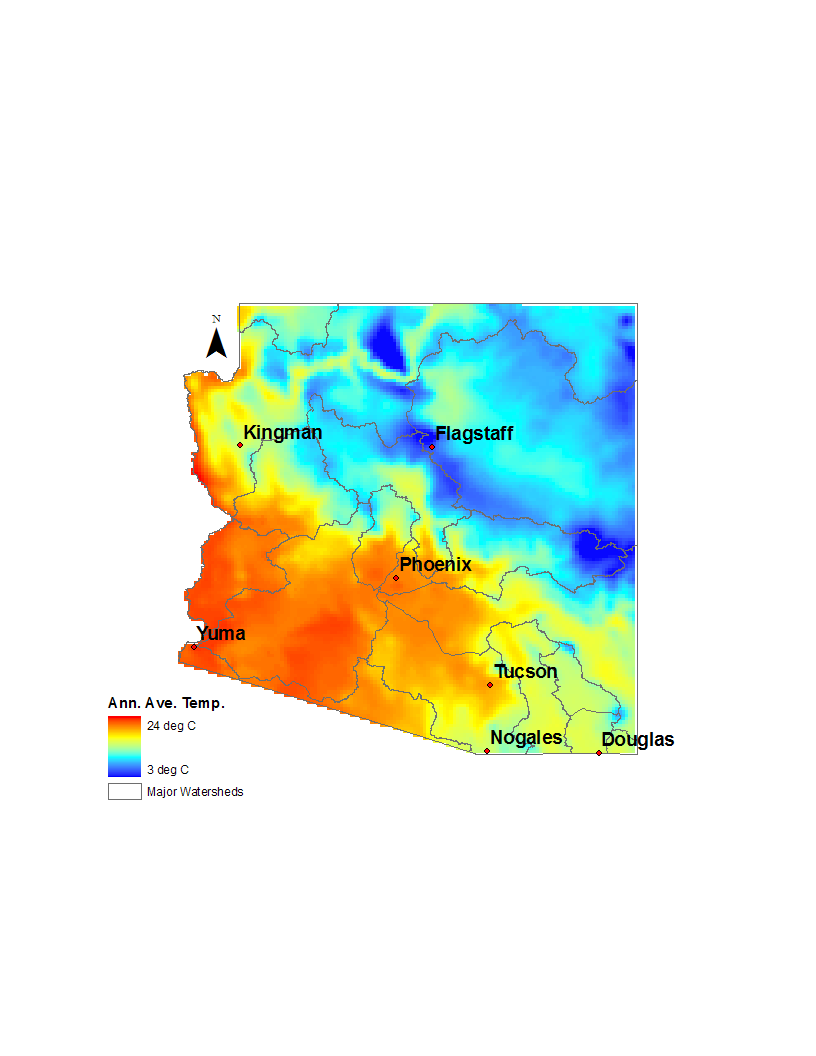 N
Kingman
Flagstaff
Phoenix
Yuma
Tucson
Nogales
Douglas
Ann. Ave. Temp.
24 deg C
3 deg C
Major Watersheds